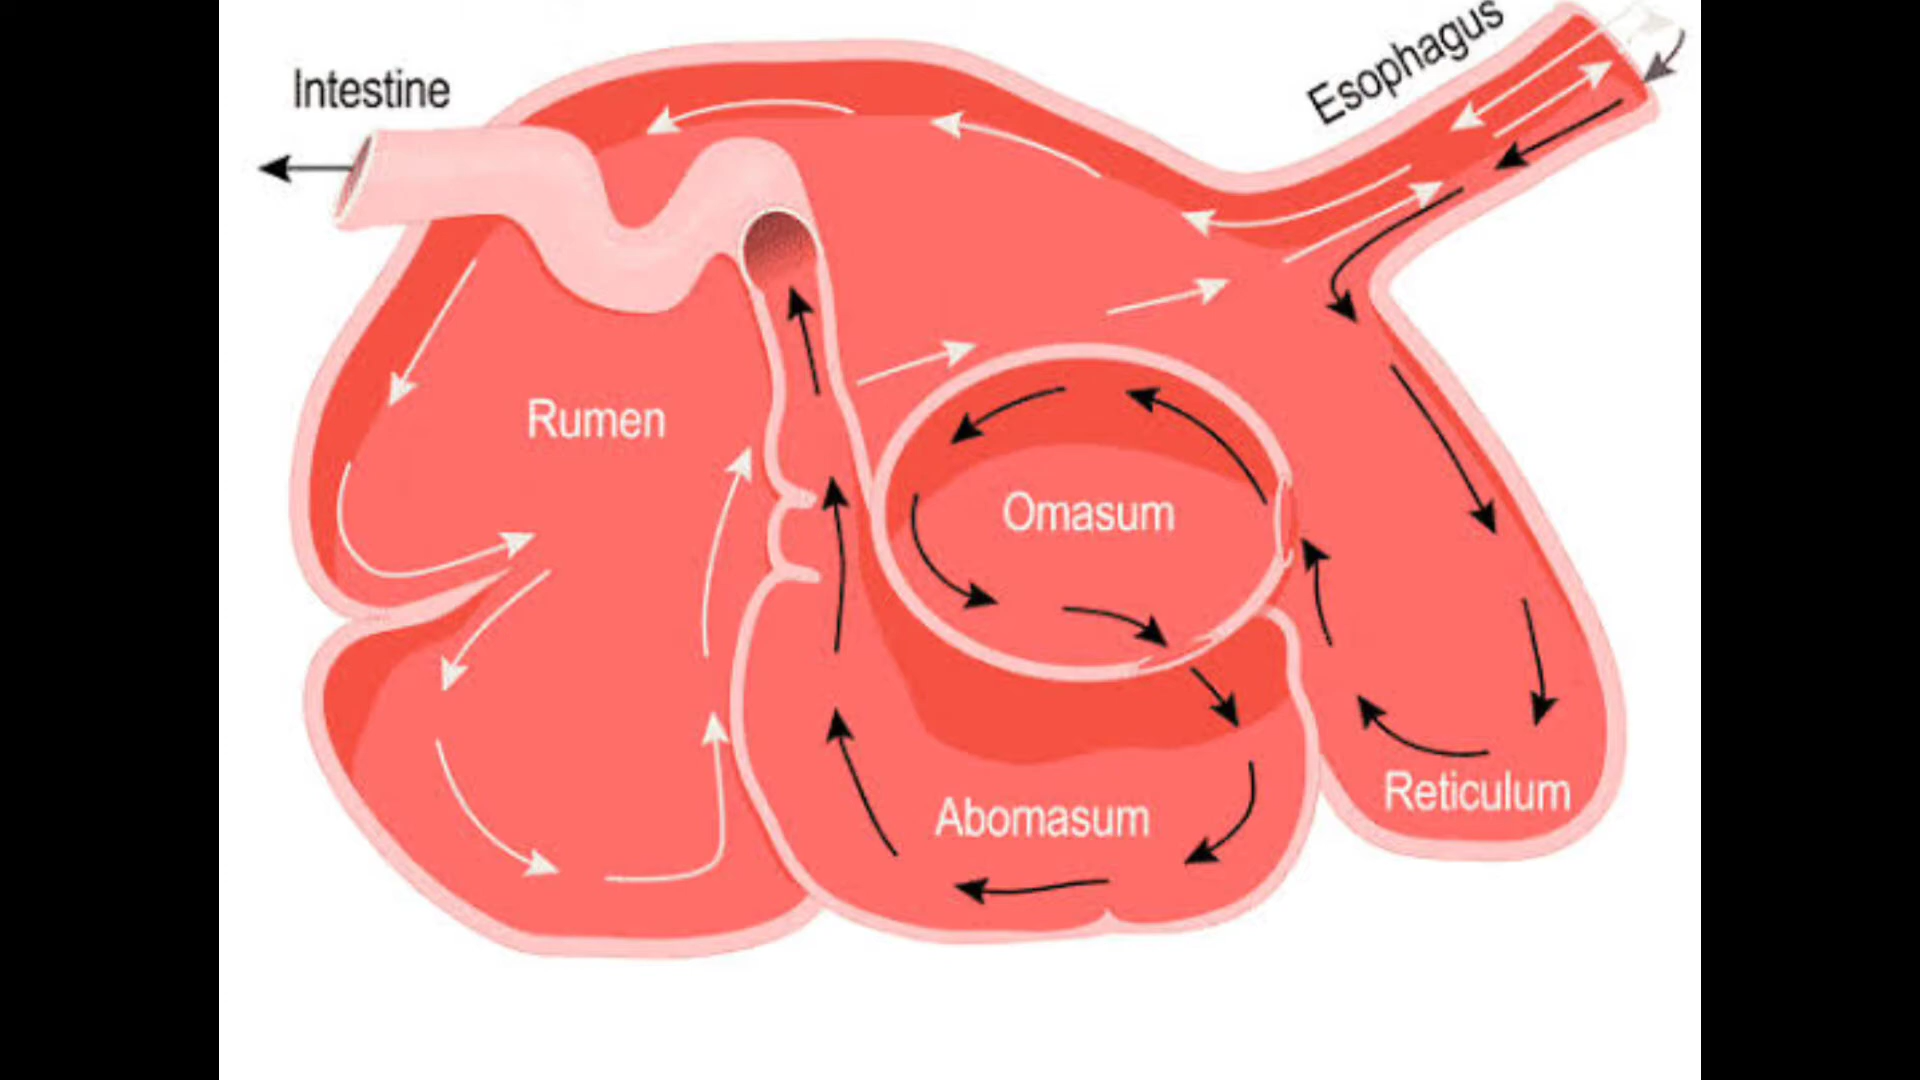 Intestine
Esophagus
Rumen
Omasum
Abomasum
Reticulum